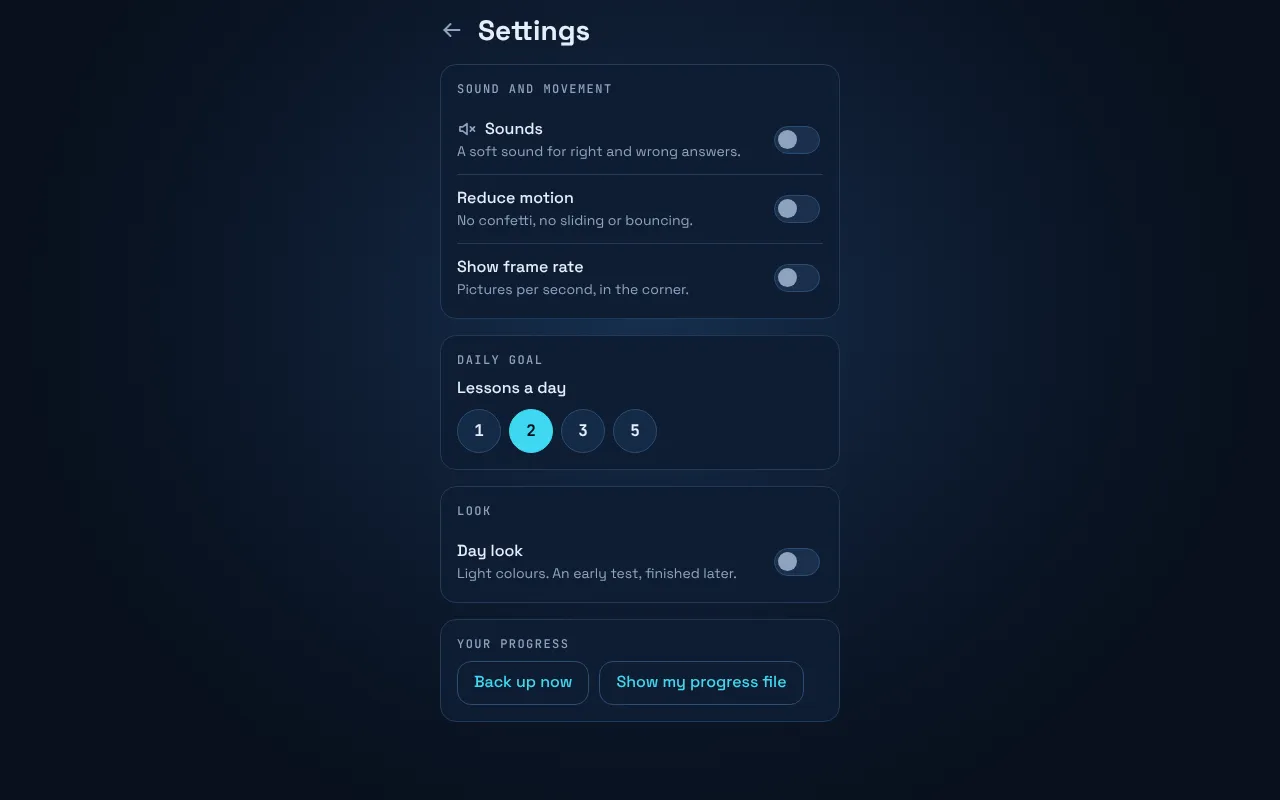 Settings
SOUND AND MOVEMENT
Sounds
A soft sound for right and wrong answers.
Reduce motion
No confetti, no sliding or bouncing.
Show frame rate
Pictures per second, in the corner.
DAILY GOAL
Lessons a day
1 2 3 5
LOOK
Day look
Light colours. An early test, finished later.
YOUR PROGRESS
Back up now Show my progress file